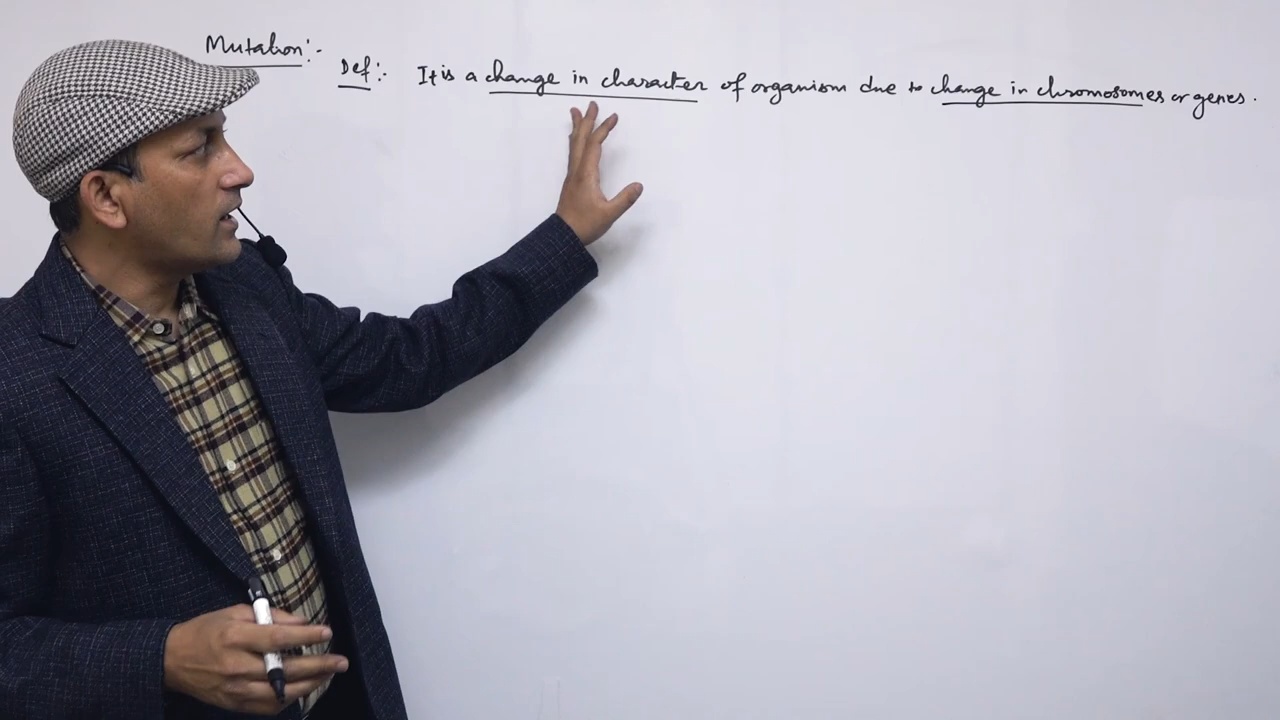 Mutation:-
Def:- It is a change in character of organism due to change in chromosomes or genes.